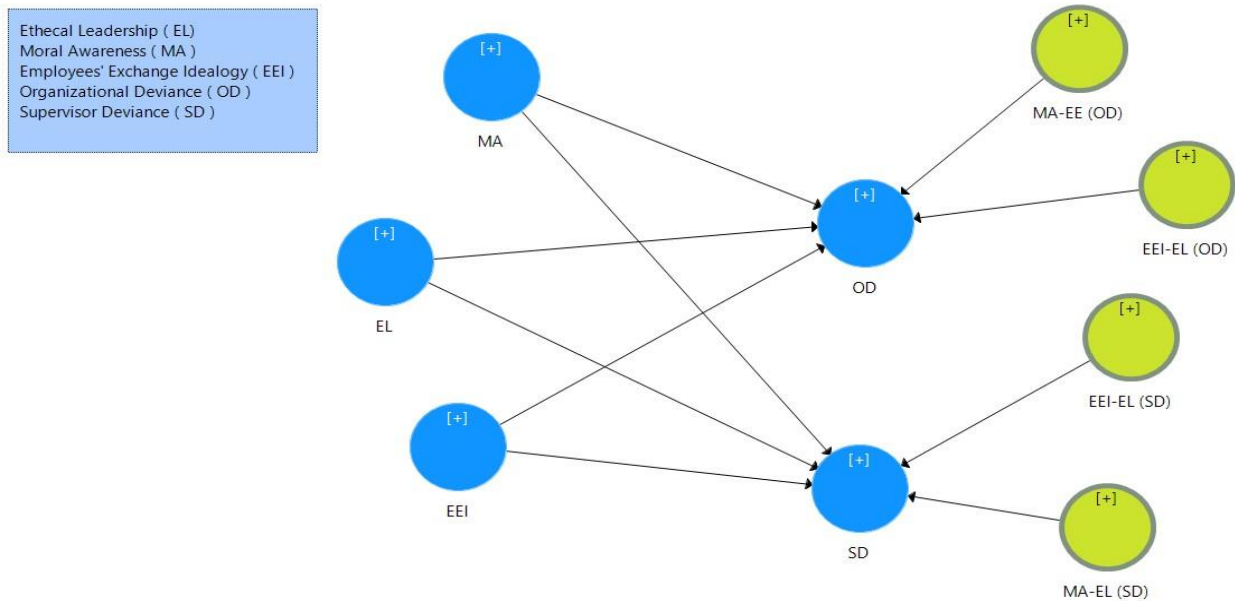 Ethecal Leadership ( EL)
Moral Awareness ( MA )
Employees' Exchange Idealogy ( EEI )
Organizational Deviance ( OD )
Supervisor Deviance ( SD )
[+]
MA
[+]
EL
[+]
EEI
[+]
OD
[+]
SD
[+]
MA-EE (OD)
[+]
EEI-EL (OD)
[+]
EEI-EL (SD)
[+]
MA-EL (SD)